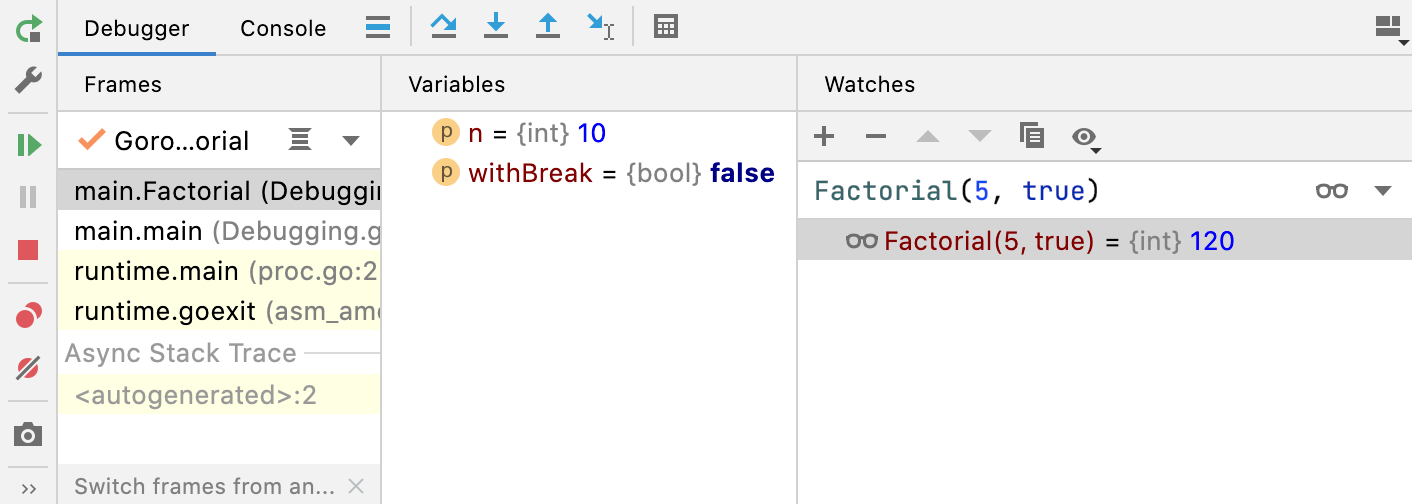 Debugger Console
Frames
Variables
Watches
Goro...orial
main.Factorial (Debuggin
main.main (Debugging.g
runtime.main (proc.go:2
runtime.goexit (asm_am
Async Stack Trace
<autogenerated>:2
Switch frames from an...
p n = {int} 10
p withBreak = {bool} false
Factorial(5, true)
Factorial(5, true) = {int} 120